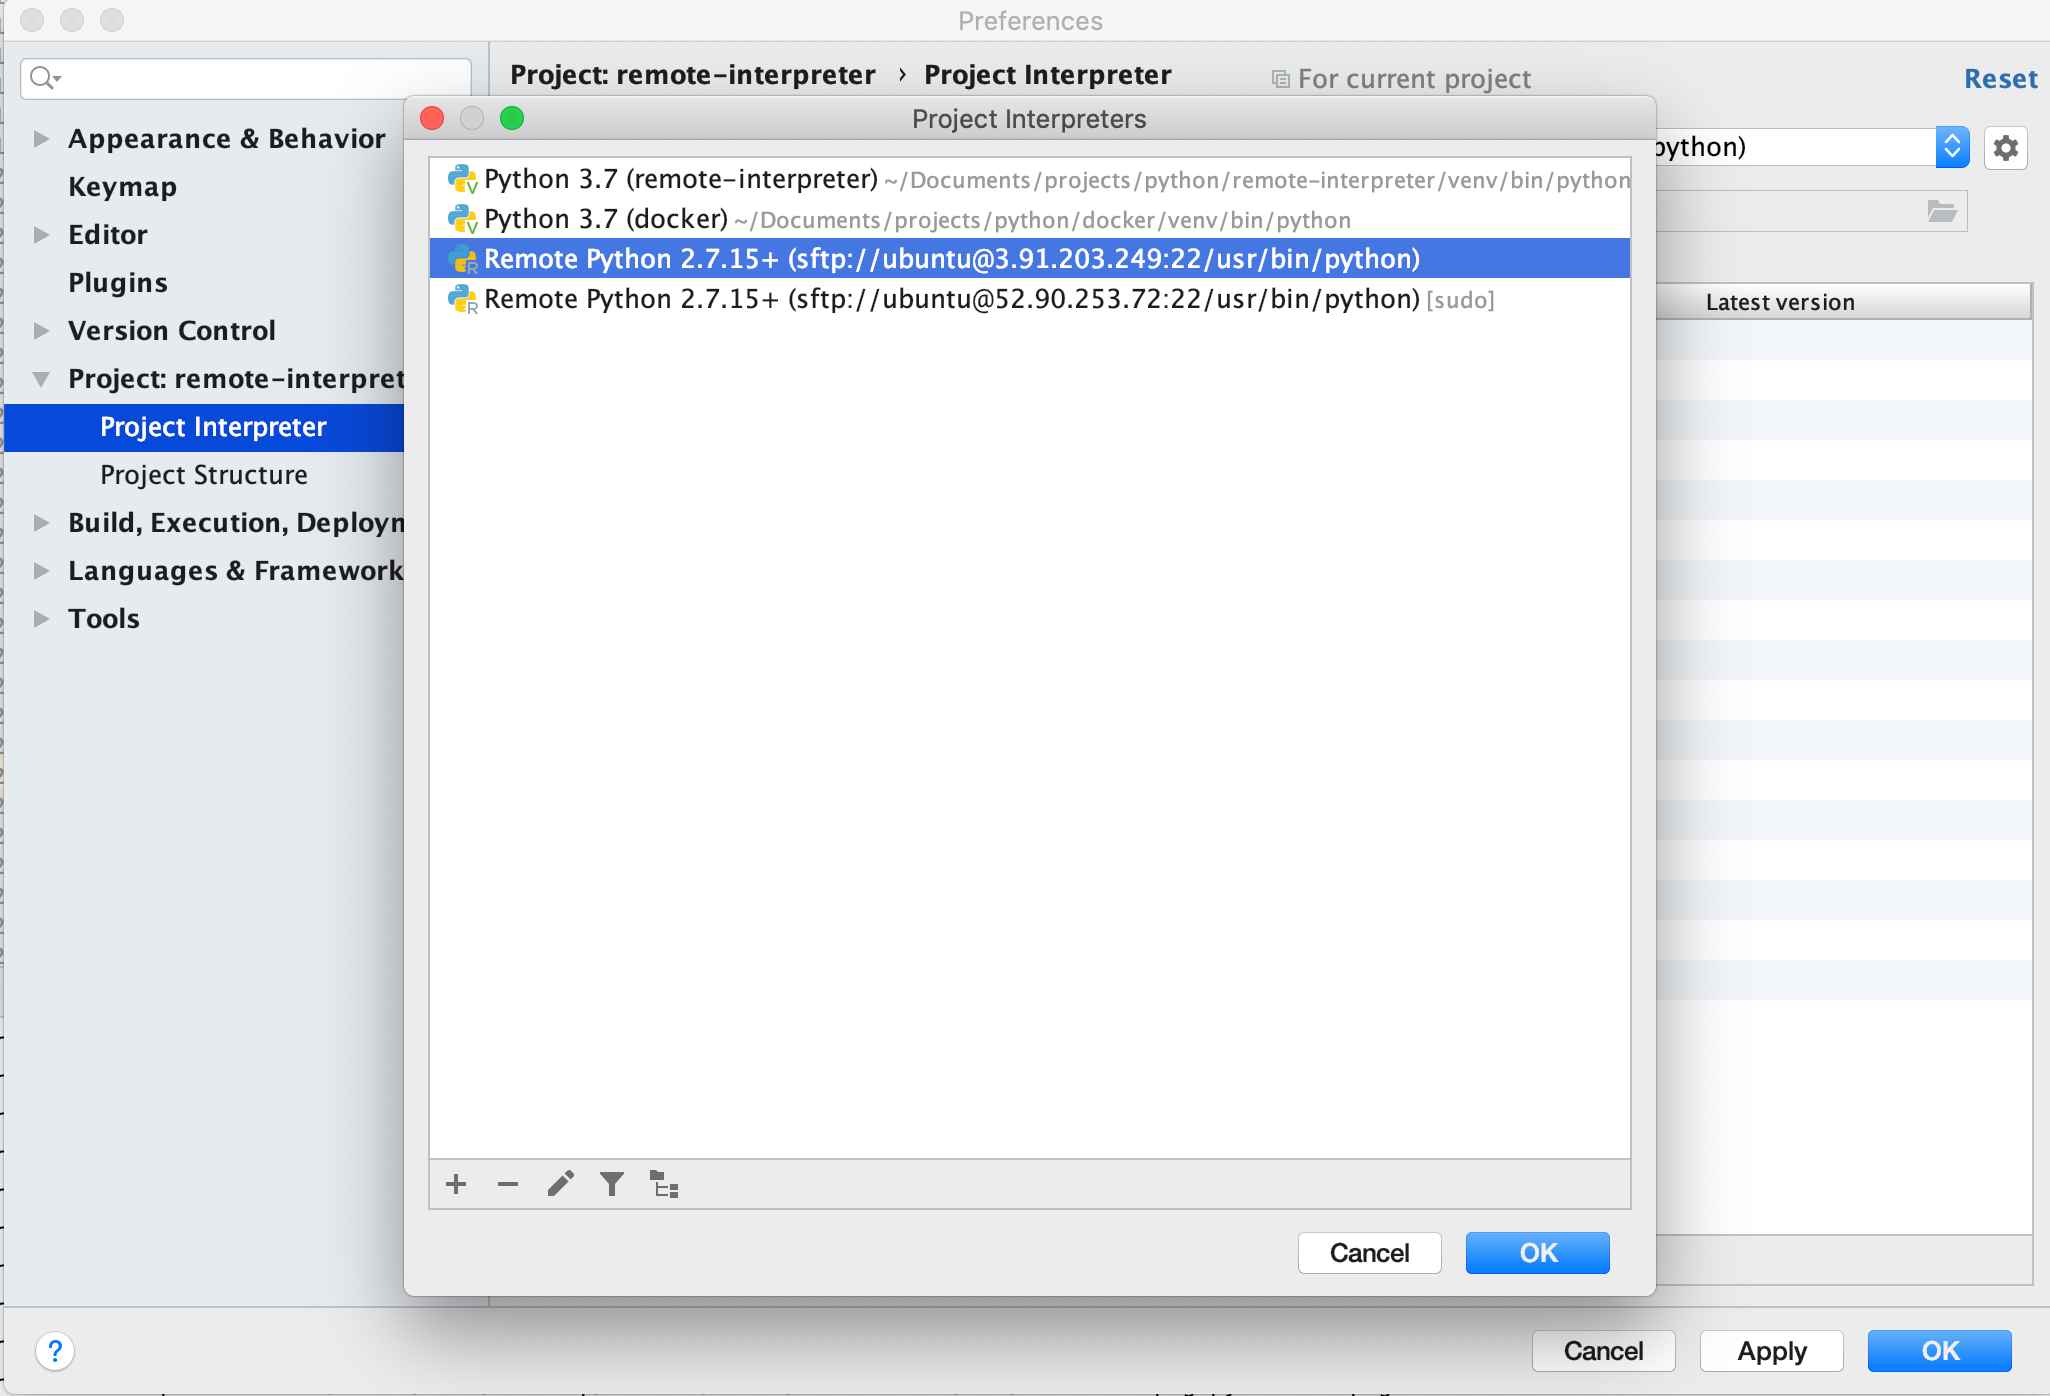 Preferences
Project: remote-interpreter › Project Interpreter For current project Reset
Appearance & Behavior
Keymap
Editor
Plugins
Version Control
Project: remote-interpret
Project Interpreter
Project Structure
Build, Execution, Deployn
Languages & Framework
Tools
python)
Latest version
Project Interpreters
Python 3.7 (remote-interpreter) ~/Documents/projects/python/remote-interpreter/venv/bin/python
Python 3.7 (docker) ~/Documents/projects/python/docker/venv/bin/python
Remote Python 2.7.15+ (sftp://ubuntu@3.91.203.249:22/usr/bin/python)
Remote Python 2.7.15+ (sftp://ubuntu@52.90.253.72:22/usr/bin/python) [sudo]
Cancel OK
? Cancel Apply OK